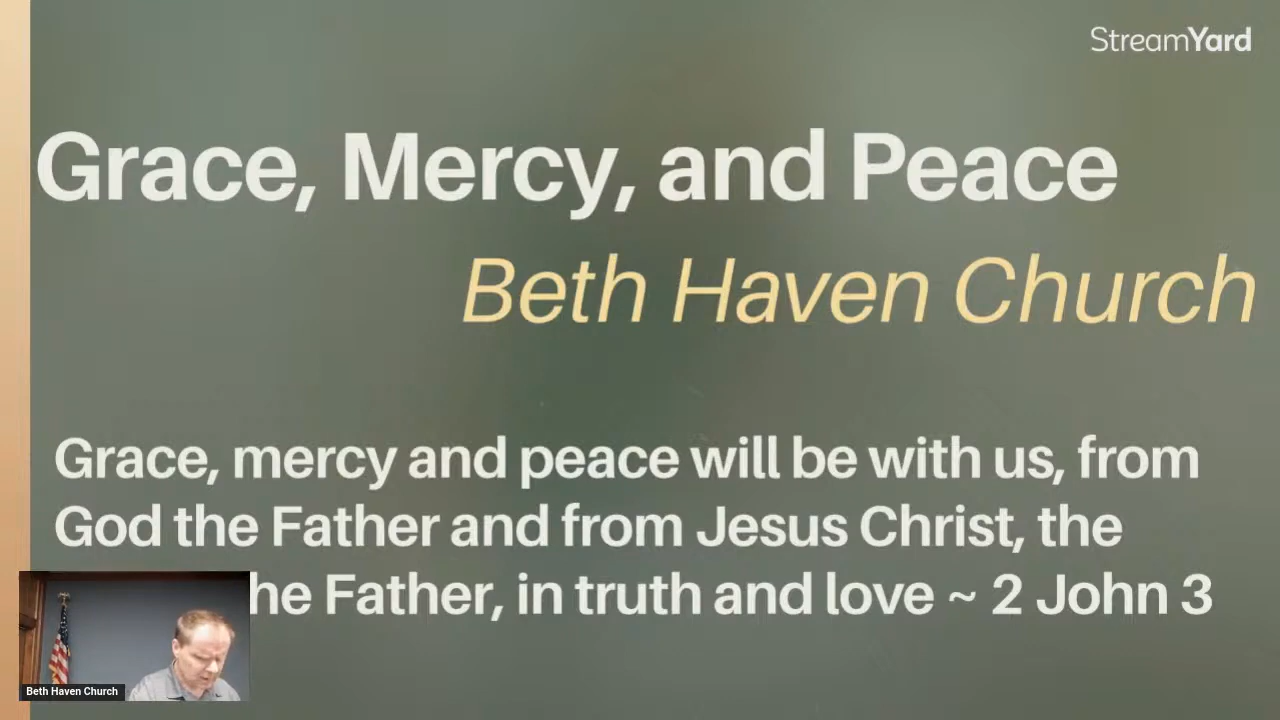 StreamYard
Grace, Mercy, and Peace
Beth Haven Church
Grace, mercy and peace will be with us, from
God the Father and from Jesus Christ, the
he Father, in truth and love ~ 2 John 3
Beth Haven Church